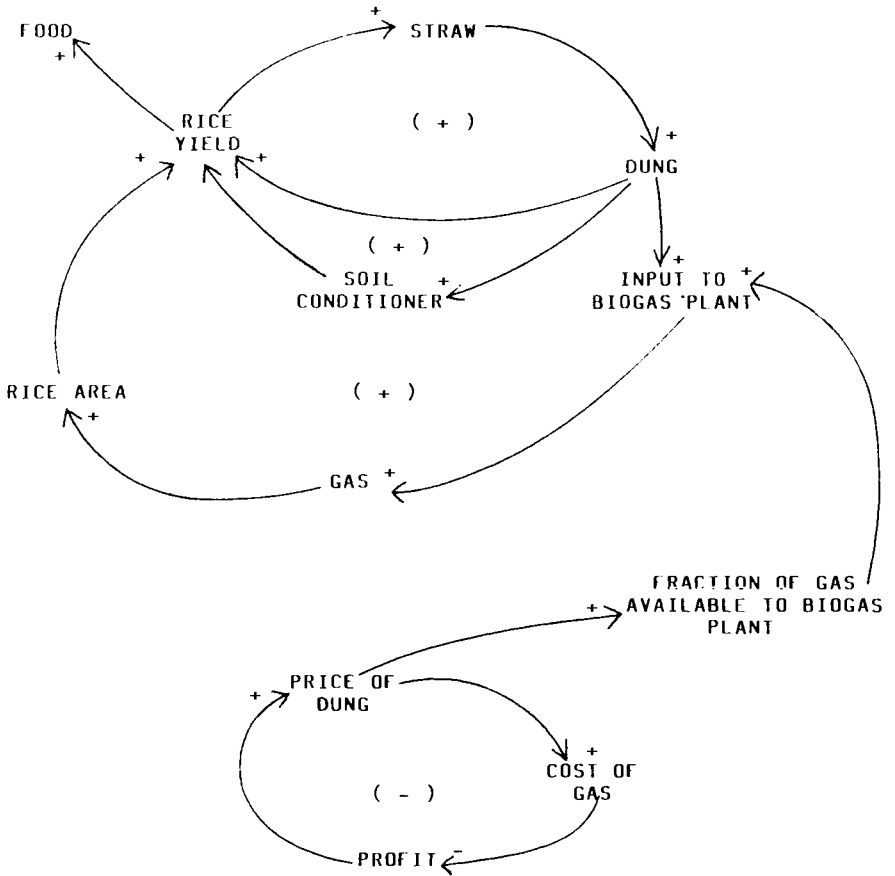 +
FOOD
STRAW
+
RICE
YIELD
( + )
+
+
+
DUNG
( + )
SOIL
CONDITIONER
+
+
INPUT TO
BIOGAS PLANT
+
RICE AREA
+
( + )
GAS +
FRACTION OF GAS
AVAILABLE TO BIOGAS
PLANT
+
PRICE OF
DUNG
+
+
COST OF
GAS
( - )
PROFIT -